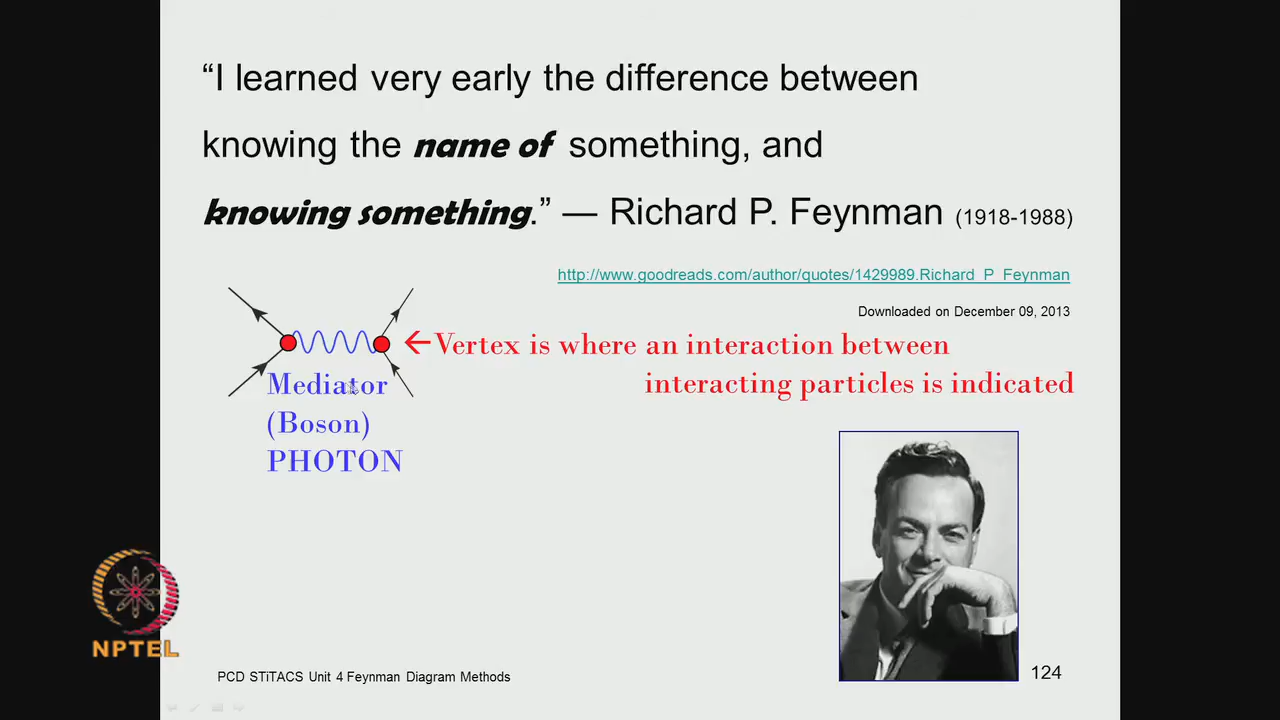 “I learned very early the difference between
knowing the name of something, and
knowing something.” — Richard P. Feynman (1918-1988)
http://www.goodreads.com/author/quotes/1429989.Richard_P_Feynman
Downloaded on December 09, 2013
←Vertex is where an interaction between
interacting particles is indicated
Mediator
(Boson)
PHOTON
NPTEL
PCD STiTACS Unit 4 Feynman Diagram Methods
124